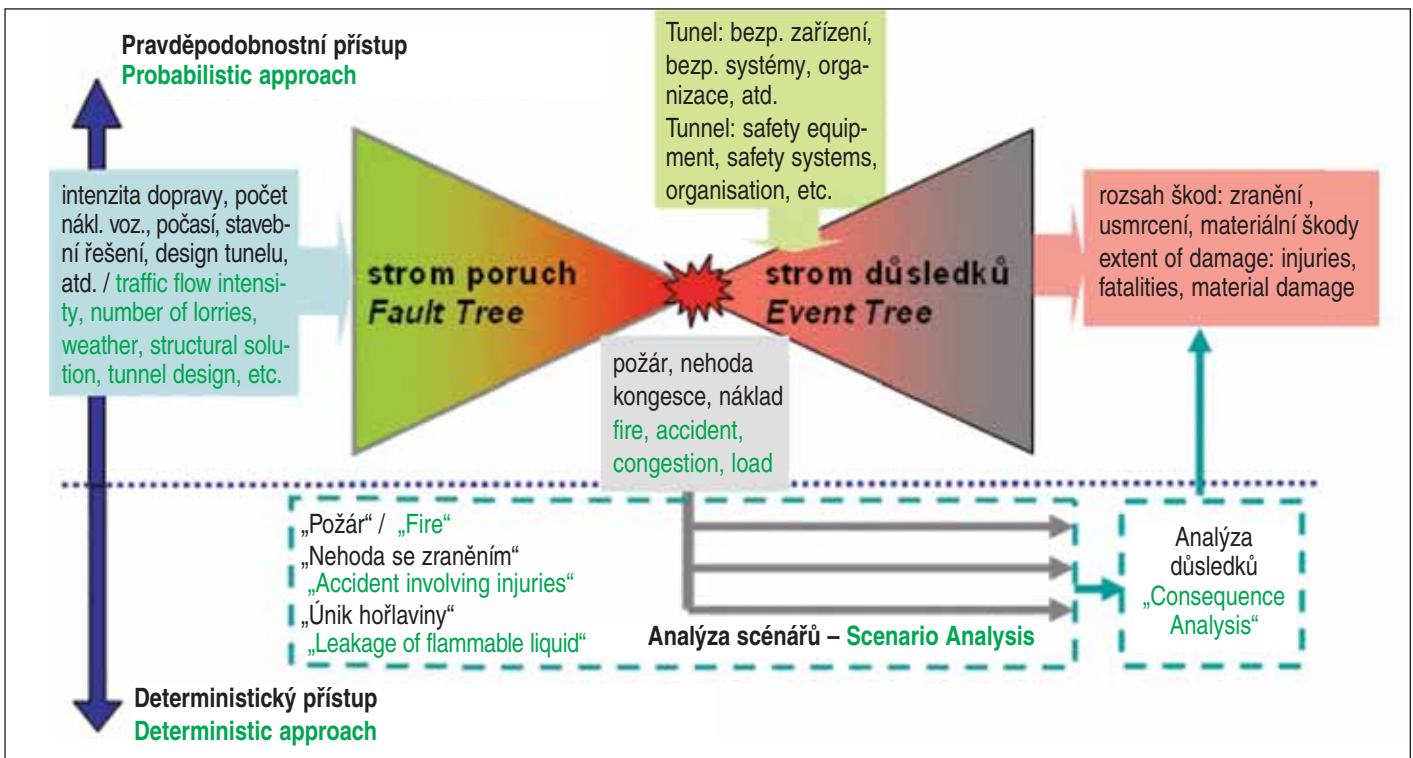 Pravděpodobnostní přístup
Probabilistic approach
Tunel: bezp. zařízení,
bezp. systémy, orga-
nizace, atd.
Tunnel: safety equip-
ment, safety systems,
organisation, etc.
intenzita dopravy, počet
nákl. voz., počasí, staveb-
ní řešení, design tunelu,
atd. / traffic flow intensi-
ty, number of lorries,
weather, structural solu-
tion, tunnel design, etc.
strom poruch
Fault Tree
strom důsledků
Event Tree
rozsah škod: zranění ,
usmrcení, materiální škody
extent of damage: injuries,
fatalities, material damage
požár, nehoda
kongesce, náklad
fire, accident,
congestion, load
„Požár“ / „Fire“
„Nehoda se zraněním“
„Accident involving injuries“
„Únik hořlaviny“
„Leakage of flammable liquid“
Analýza scénářů – Scenario Analysis
Analýza
důsledků
„Consequence
Analysis“
Deterministický přístup
Deterministic approach